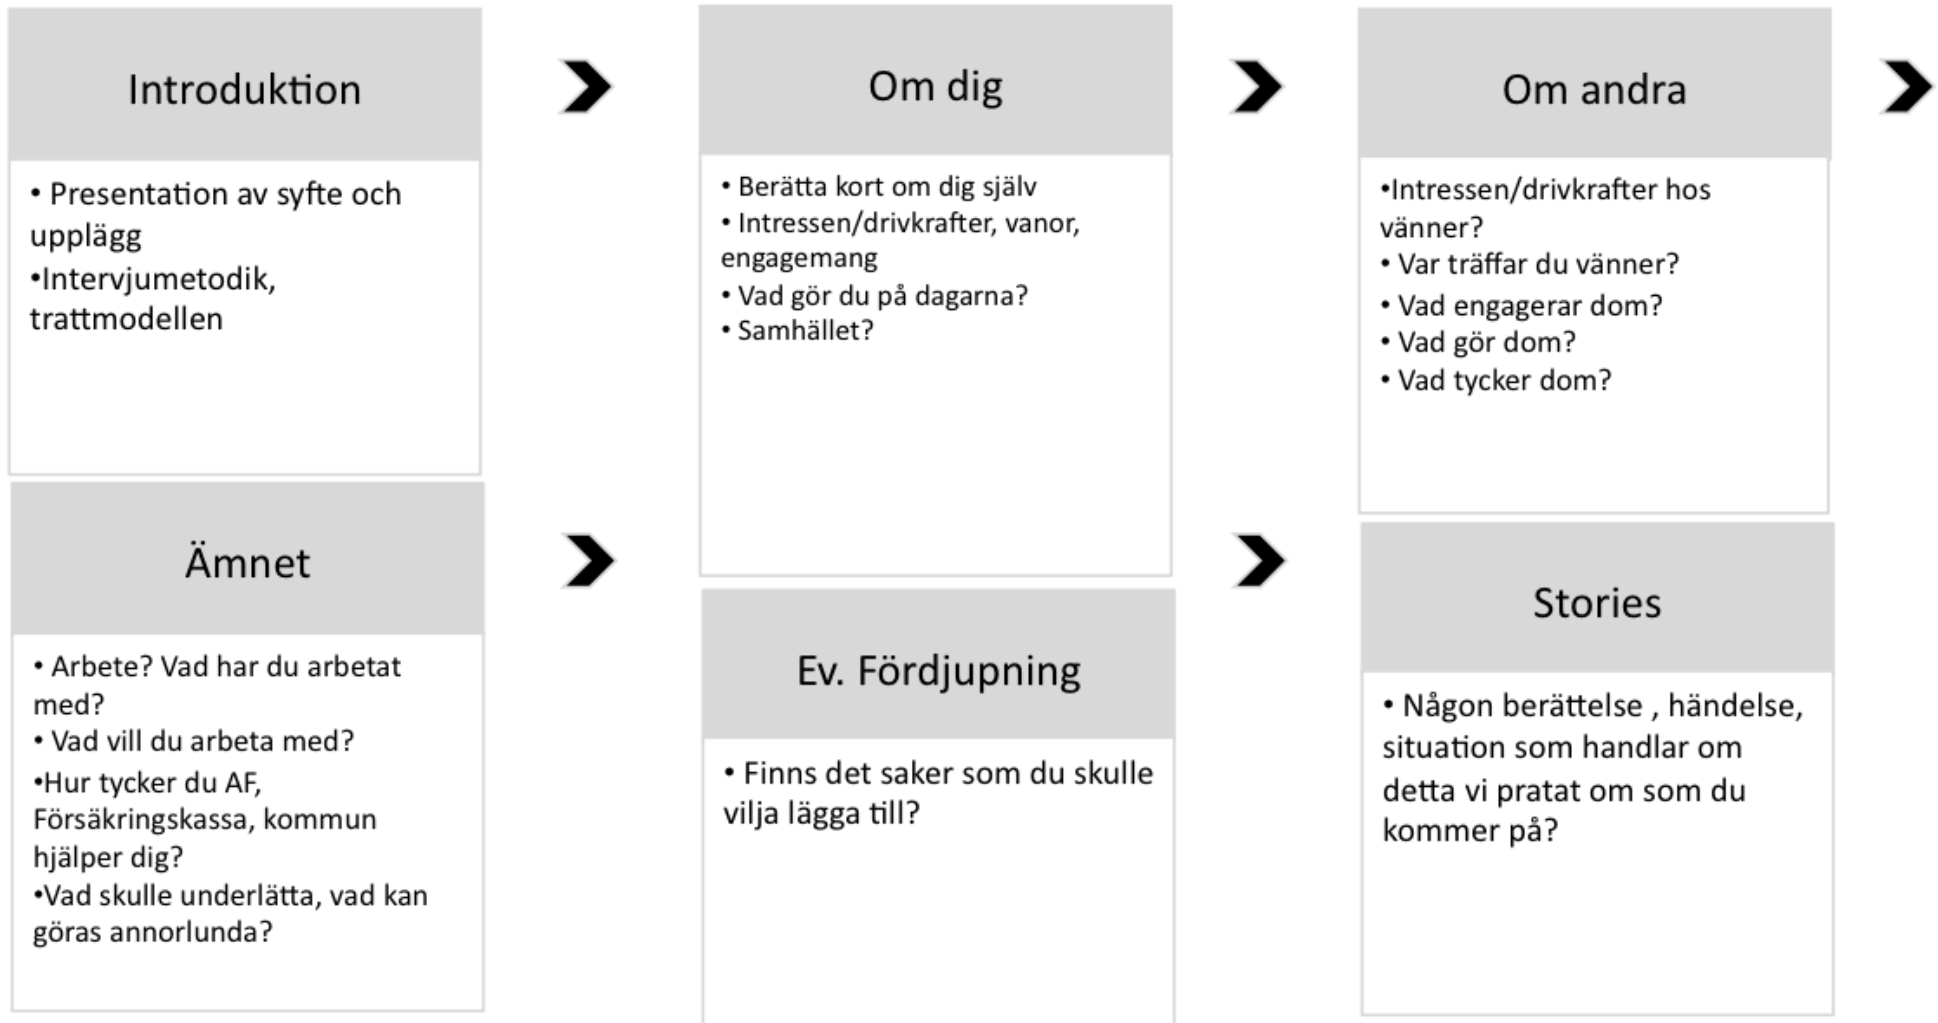 Introduktion
• Presentation av syfte och
upplägg
•Intervjumetodik,
trattmodellen
Om dig
• Berätta kort om dig själv
• Intressen/drivkrafter, vanor,
engagemang
• Vad gör du på dagarna?
• Samhället?
Om andra
•Intressen/drivkrafter hos
vänner?
• Var träffar du vänner?
• Vad engagerar dom?
• Vad gör dom?
• Vad tycker dom?
Ämnet
• Arbete? Vad har du arbetat
med?
• Vad vill du arbeta med?
•Hur tycker du AF,
Försäkringskassa, kommun
hjälper dig?
•Vad skulle underlätta, vad kan
göras annorlunda?
Ev. Fördjupning
• Finns det saker som du skulle
vilja lägga till?
Stories
• Någon berättelse , händelse,
situation som handlar om
detta vi pratat om som du
kommer på?